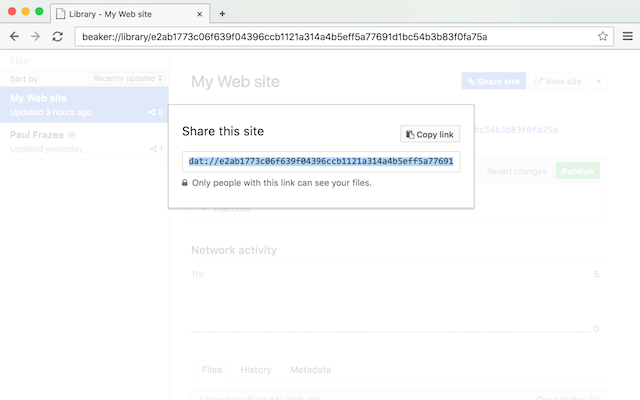 Library - My Web site
beaker://library/e2ab1773c06f639f04396ccb1121a314a4b5eff5a77691d1bc54b3b83f0fa75a
Filter
Sort by Recently updated
My Web site
Updated 3 hours ago 0
Paul Frazee
Updated yesterday 1
My Web site
Share site View site
bc54b3b83f0fa75a
Share this site
Copy link
dat://e2ab1773c06f639f04396ccb1121a314a4b5eff5a77691
Only people with this link can see your files.
Revert changes Publish
Network activity
1hr 5
0
Files History Metadata
Open folder